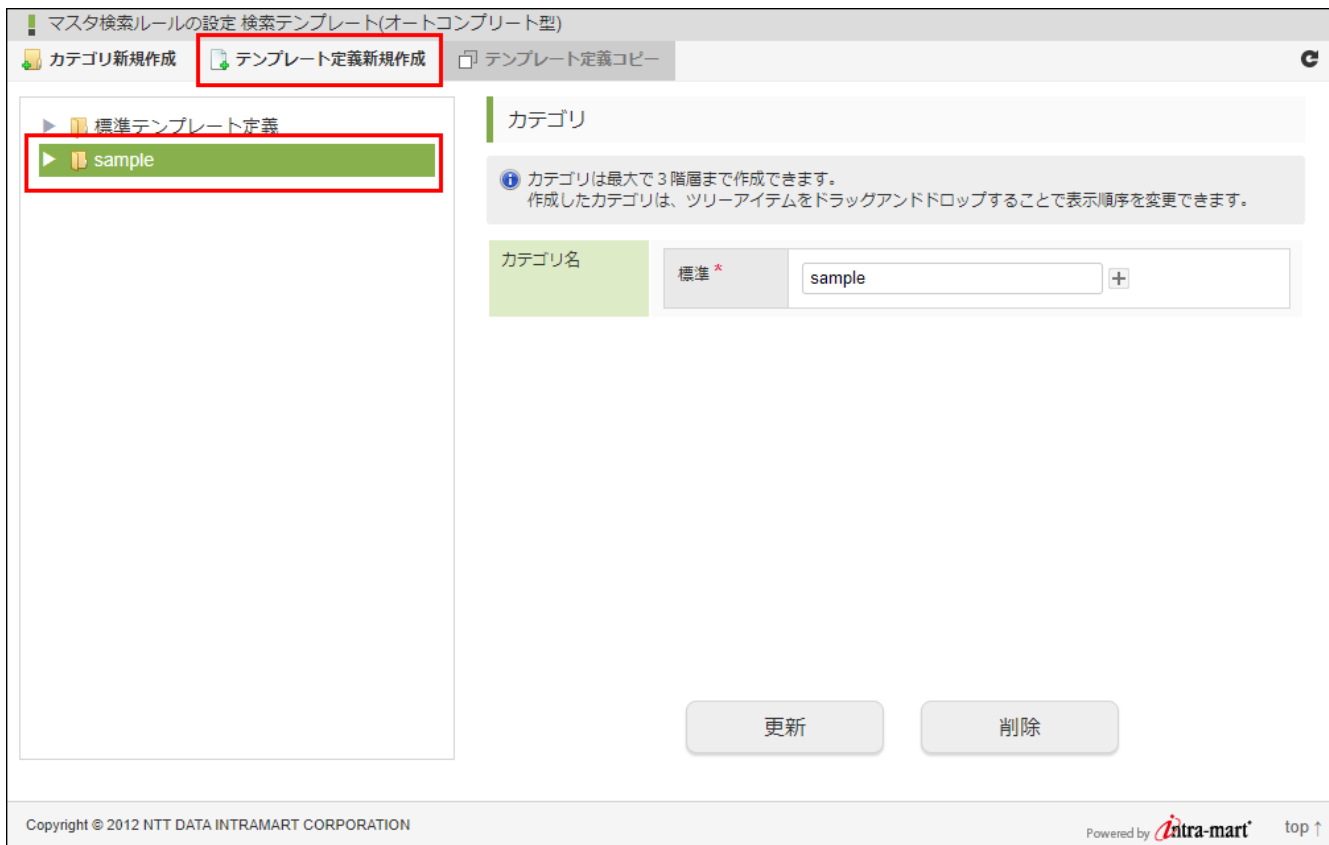 マスタ検索ルールの設定 検索テンプレート(オートコンプリート型)
カテゴリ新規作成 テンプレート定義新規作成 テンプレート定義コピー
標準テンプレート定義
sample
カテゴリ
カテゴリは最大で３階層まで作成できます。
作成したカテゴリは、ツリーアイテムをドラッグアンドドロップすることで表示順序を変更できます。
カテゴリ名
標準 * sample
更新 削除
Copyright © 2012 NTT DATA INTRAMART CORPORATION
Powered by intra-mart top ↑